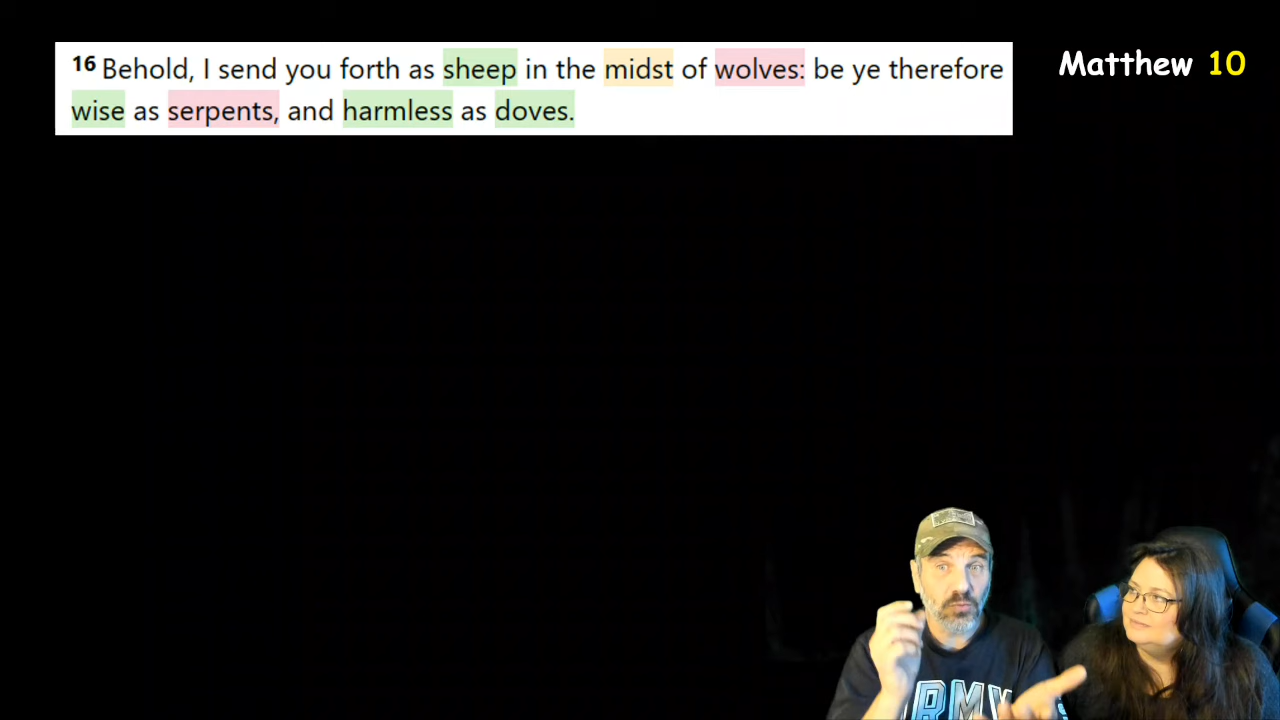 16 Behold, I send you forth as sheep in the midst of wolves: be ye therefore
wise as serpents, and harmless as doves.
Matthew 10